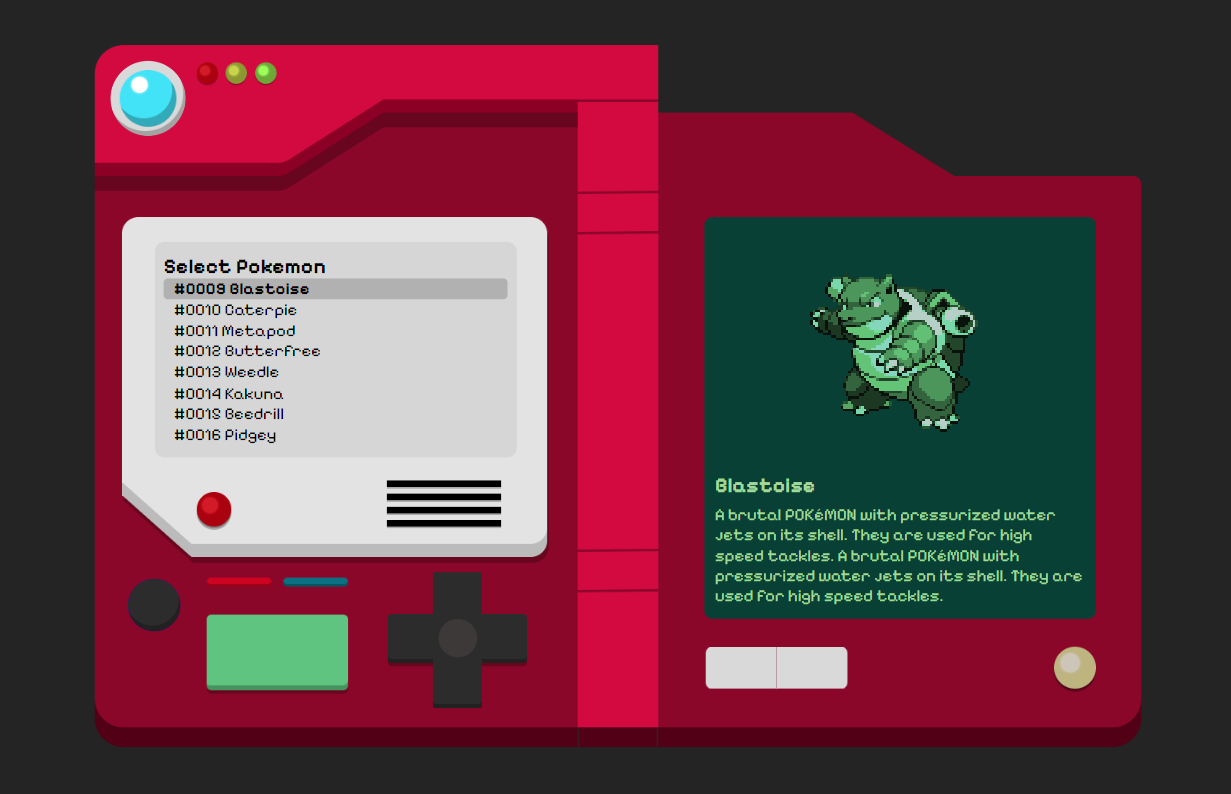 Select Pokemon
#0009 Blastoise
#0010 Caterpie
#0011 Metapod
#0012 Butterfree
#0013 Weedle
#0014 Kakuna
#0015 Beedrill
#0016 Pidgey
Blastoise
A brutal POKéMON with pressurized water
jets on its shell. They are used for high
speed tackles. A brutal POKéMON with
pressurized water jets on its shell. They are
used for high speed tackles.